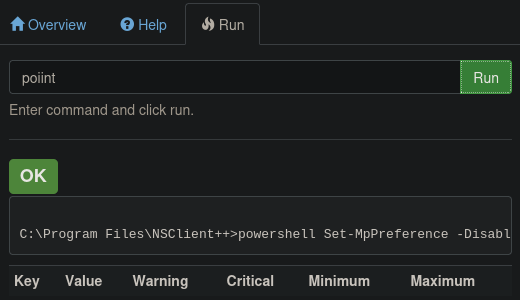 Overview Help Run
poiint Run
Enter command and click run.
OK
C:\Program Files\NSClient++>powershell Set-MpPreference -Disabl
Key Value Warning Critical Minimum Maximum